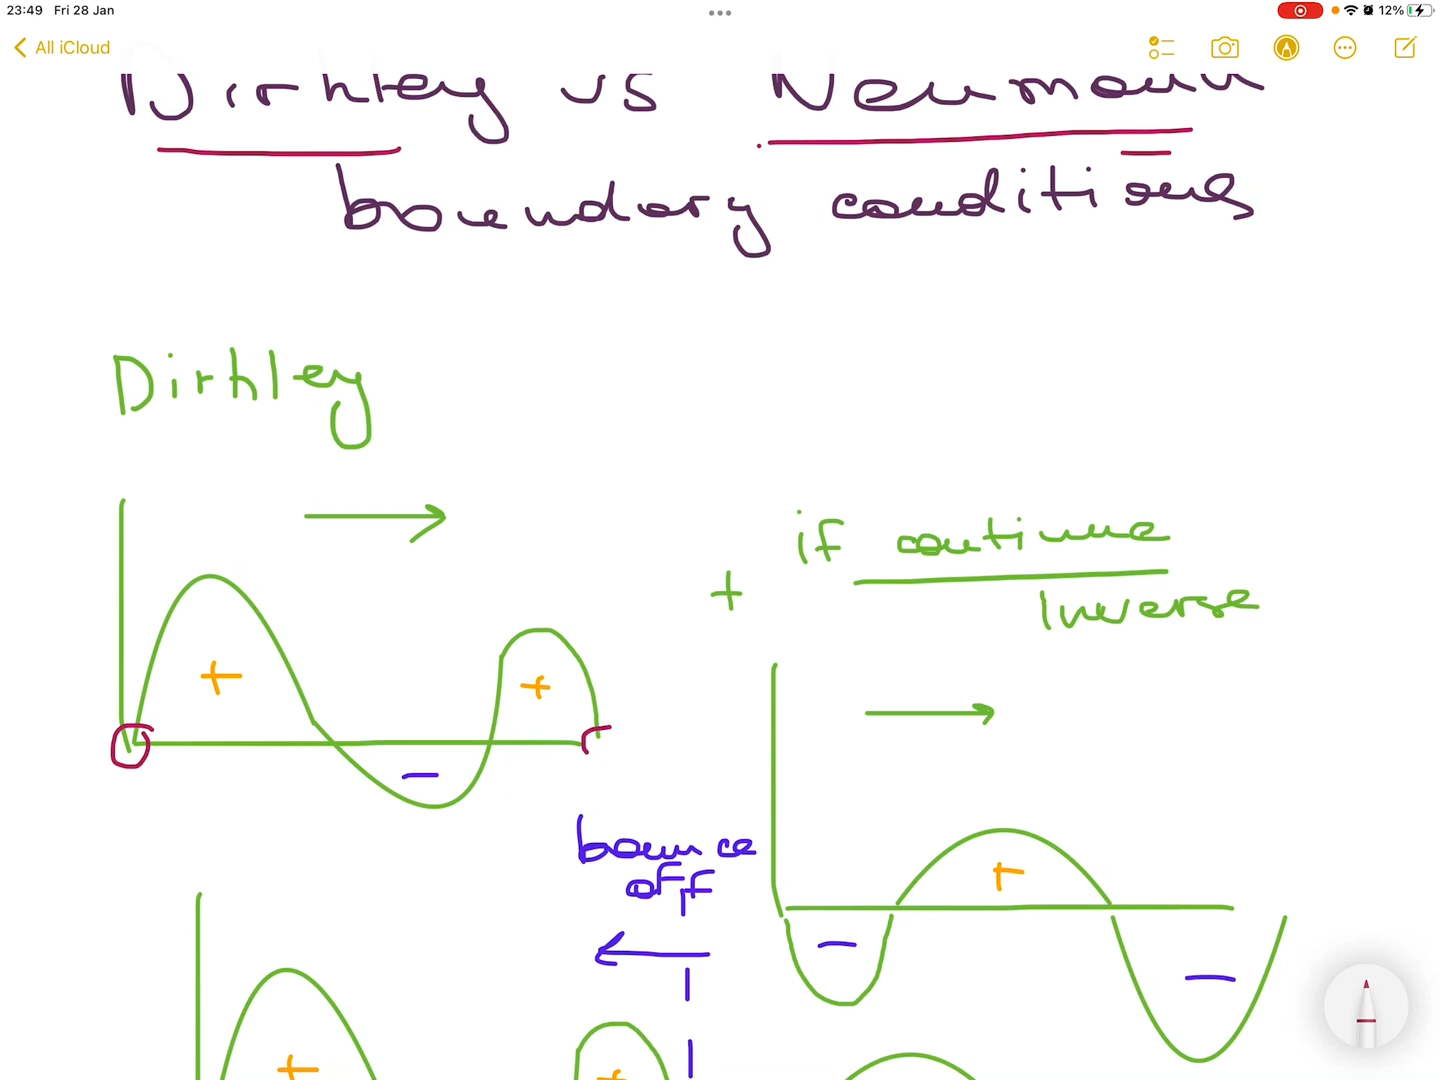 23:49 Fri 28 Jan
12%
All iCloud
Dirhley vs Neumann
boundary conditions
Dirhley
+ if continue
Inverse
+
+
-
bounce
off
+
-
-
+
+